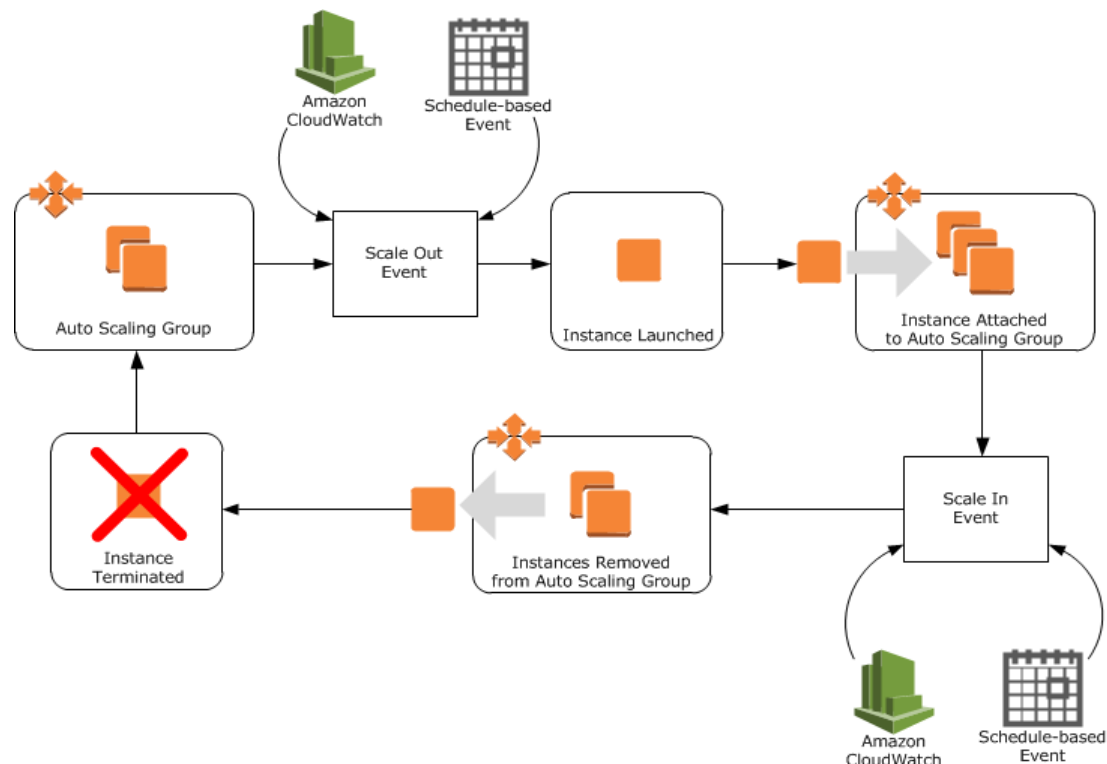 Amazon
CloudWatch
Schedule-based
Event
Auto Scaling Group
Scale Out
Event
Instance Launched
Instance Attached
to Auto Scaling Group
Instance
Terminated
Instances Removed
from Auto Scaling Group
Scale In
Event
Amazon
CloudWatch
Schedule-based
Event